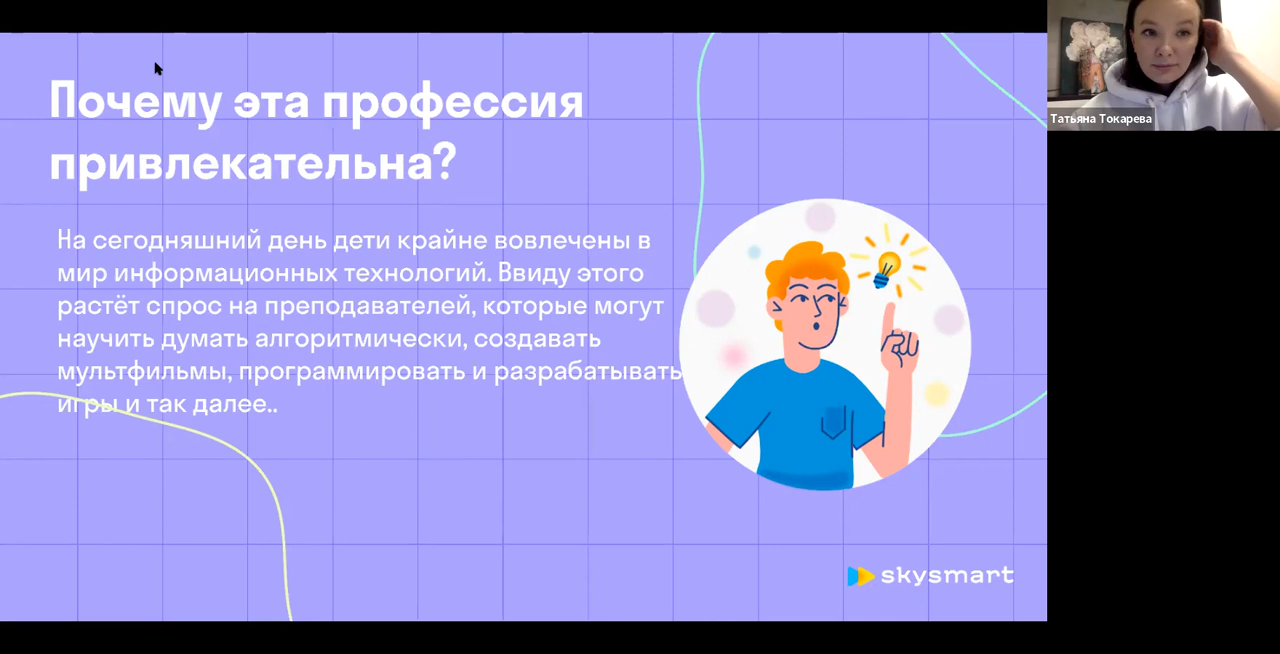 Почему эта профессия
привлекательна?
На сегодняшний день дети крайне вовлечены в
мир информационных технологий. Ввиду этого
растёт спрос на преподавателей, которые могут
научить думать алгоритмически, создавать
мультфильмы, программировать и разрабатывать
игры и так далее..
skysmart
Татьяна Токарева